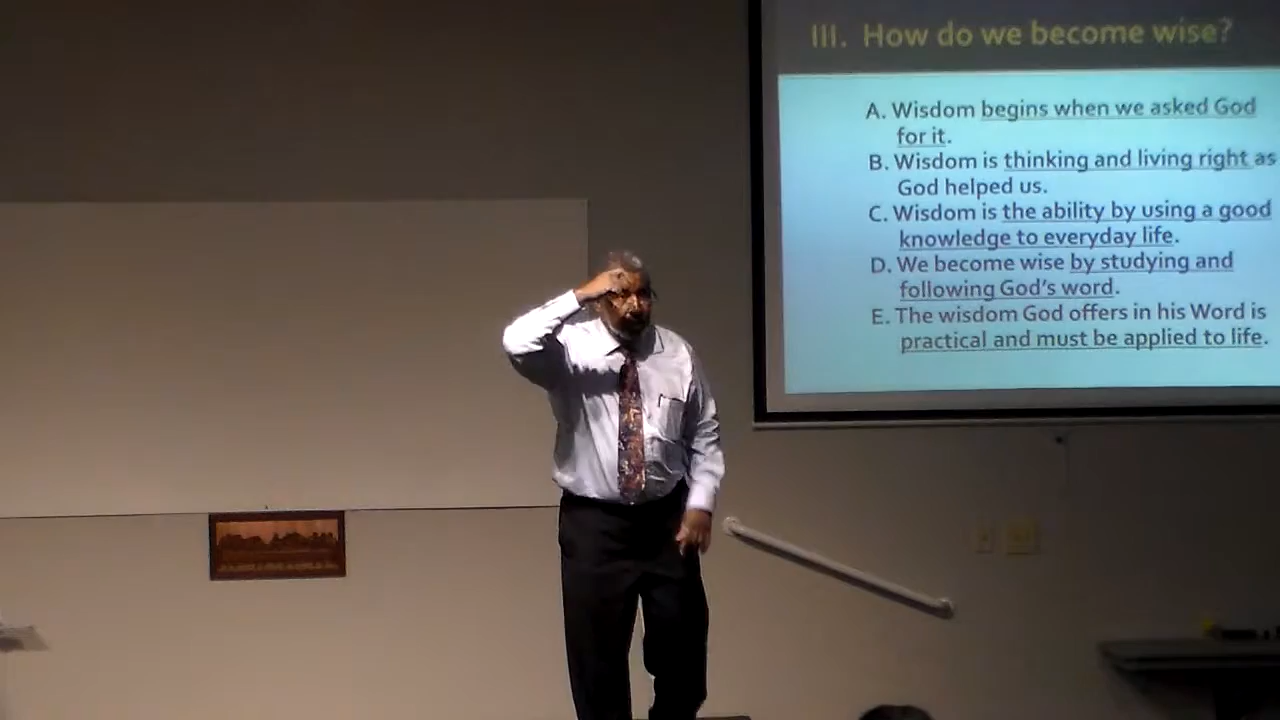 III. How do we become wise?
A. Wisdom begins when we asked God
for it.
B. Wisdom is thinking and living right as
God helped us.
C. Wisdom is the ability by using a good
knowledge to everyday life.
D. We become wise by studying and
following God's word.
E. The wisdom God offers in his Word is
practical and must be applied to life.